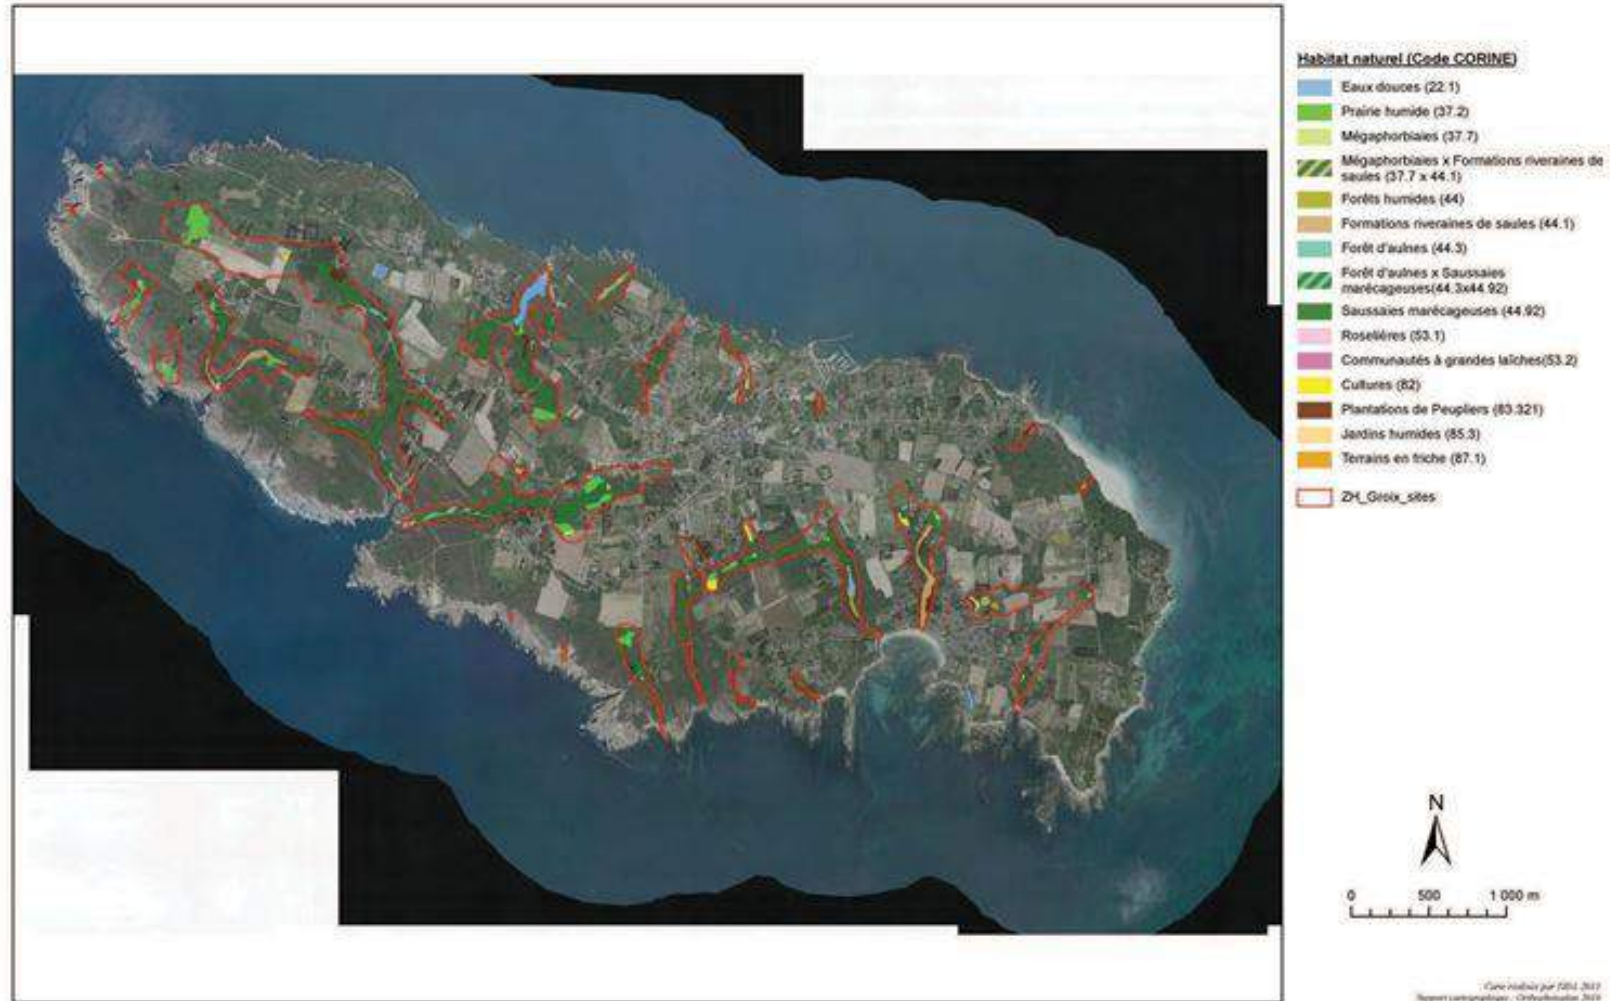 Habitat naturel (Code CORINE)
Eaux douces (22.1)
Prairie humide (37.2)
Mégaphorbiaies (37.7)
Mégaphorbiaies x Formations riveraines de
saules (37.7 x 44.1)
Forêts humides (44)
Formations riveraines de saules (44.1)
Forêt d'aulnes (44.3)
Forêt d'aulnes x Saussaies
marécageuses(44.3x44.92)
Saussaies marécageuses (44.92)
Roselières (53.1)
Communautés à grandes laîches(53.2)
Cultures (82)
Plantations de Peupliers (83.321)
Jardins humides (85.3)
Terrains en friche (87.1)
ZH_Groix_sites
N
0 500 1 000 m
Carte réalisée par